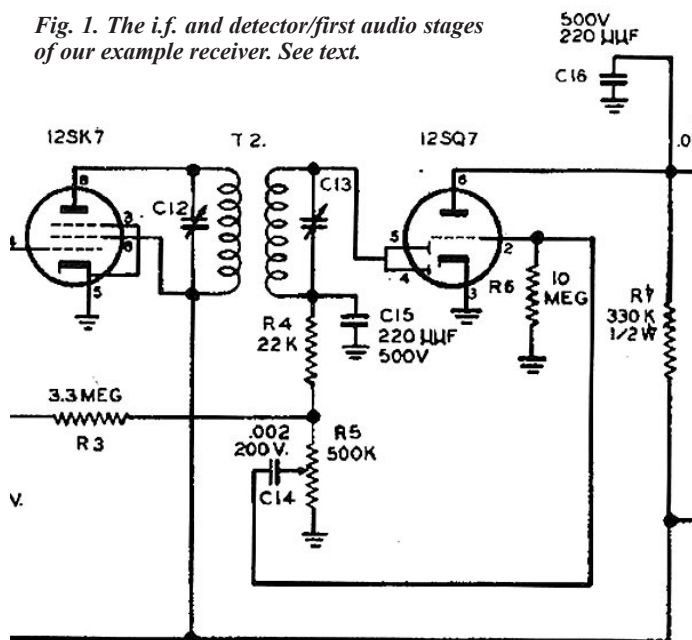 Fig. 1. The i.f. and detector/first audio stages
of our example receiver. See text.
500V
220 µµF
C16
12SK7
T 2.
12SQ7
.0
8
C12
C13
6
3
6
5
5
4
2
3
R6
10
MEG
R7
330 K
1/2 W
R4
22 K
C15
220 µµF
500V
3.3 MEG
R3
.002
200 V.
C14
R5
500K
V.